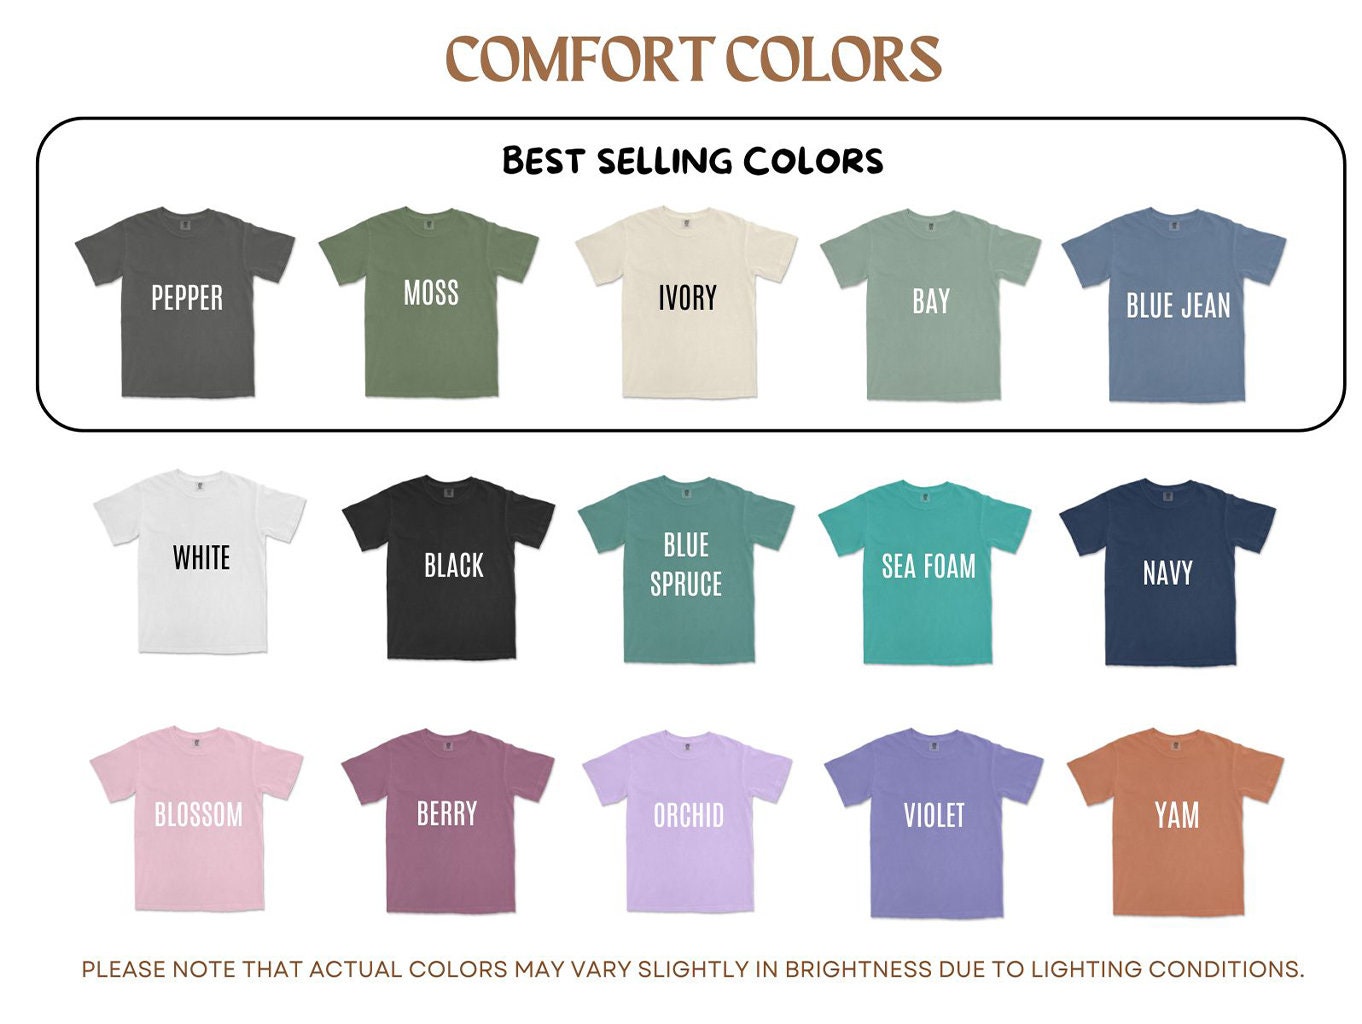 COMFORT COLORS
BEST SELLING COLORS
PEPPER
MOSS
IVORY
BAY
BLUE JEAN
WHITE
BLACK
BLUE
SPRUCE
SEA FOAM
NAVY
BLOSSOM
BERRY
ORCHID
VIOLET
YAM
PLEASE NOTE THAT ACTUAL COLORS MAY VARY SLIGHTLY IN BRIGHTNESS DUE TO LIGHTING CONDITIONS.